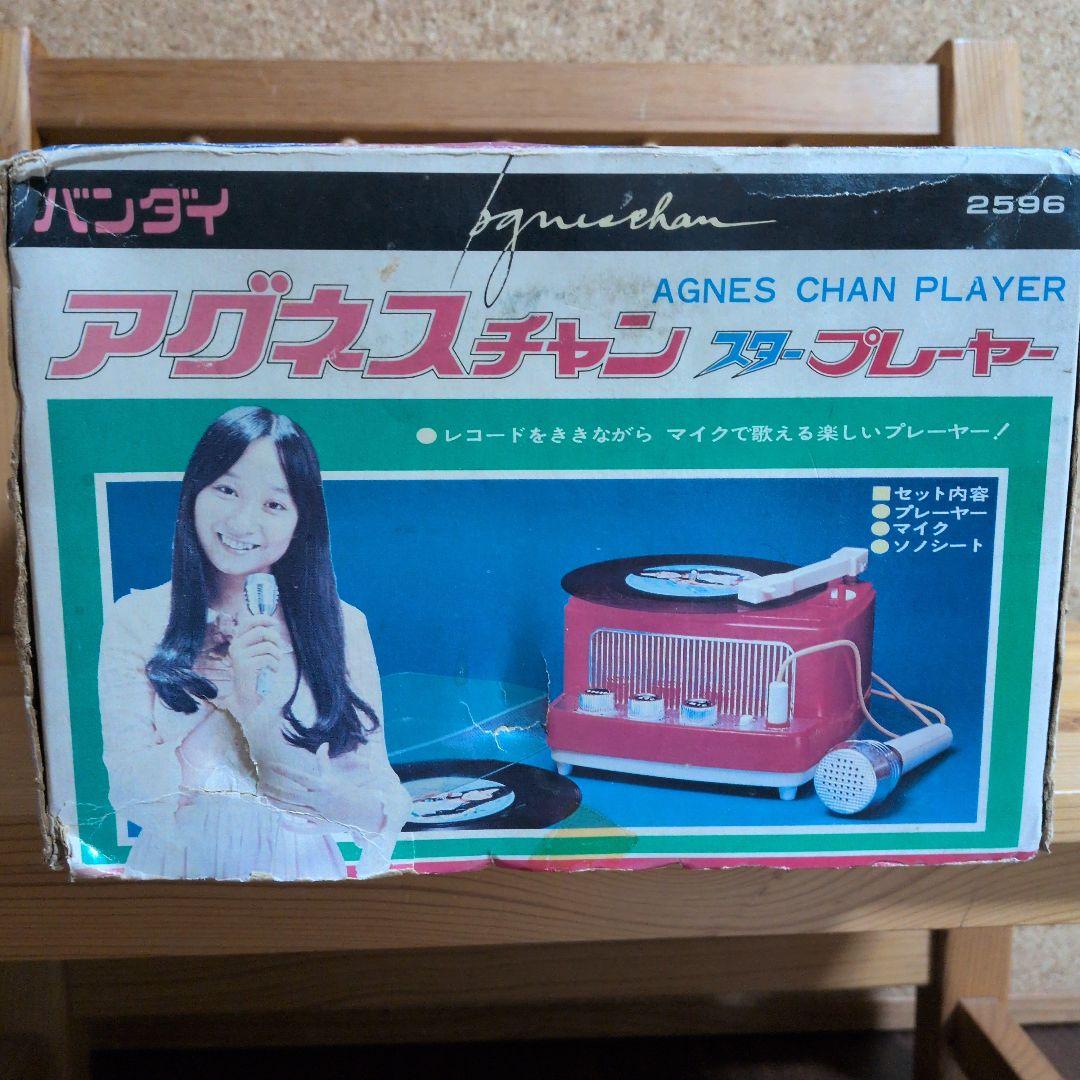 バンダイ
agneschan
2596
AGNES CHAN PLAYER
アグネスチャン スタープレーヤー
●レコードをききながら マイクで歌える楽しいプレーヤー!
■セット内容
●プレーヤー
●マイク
●ソノシート